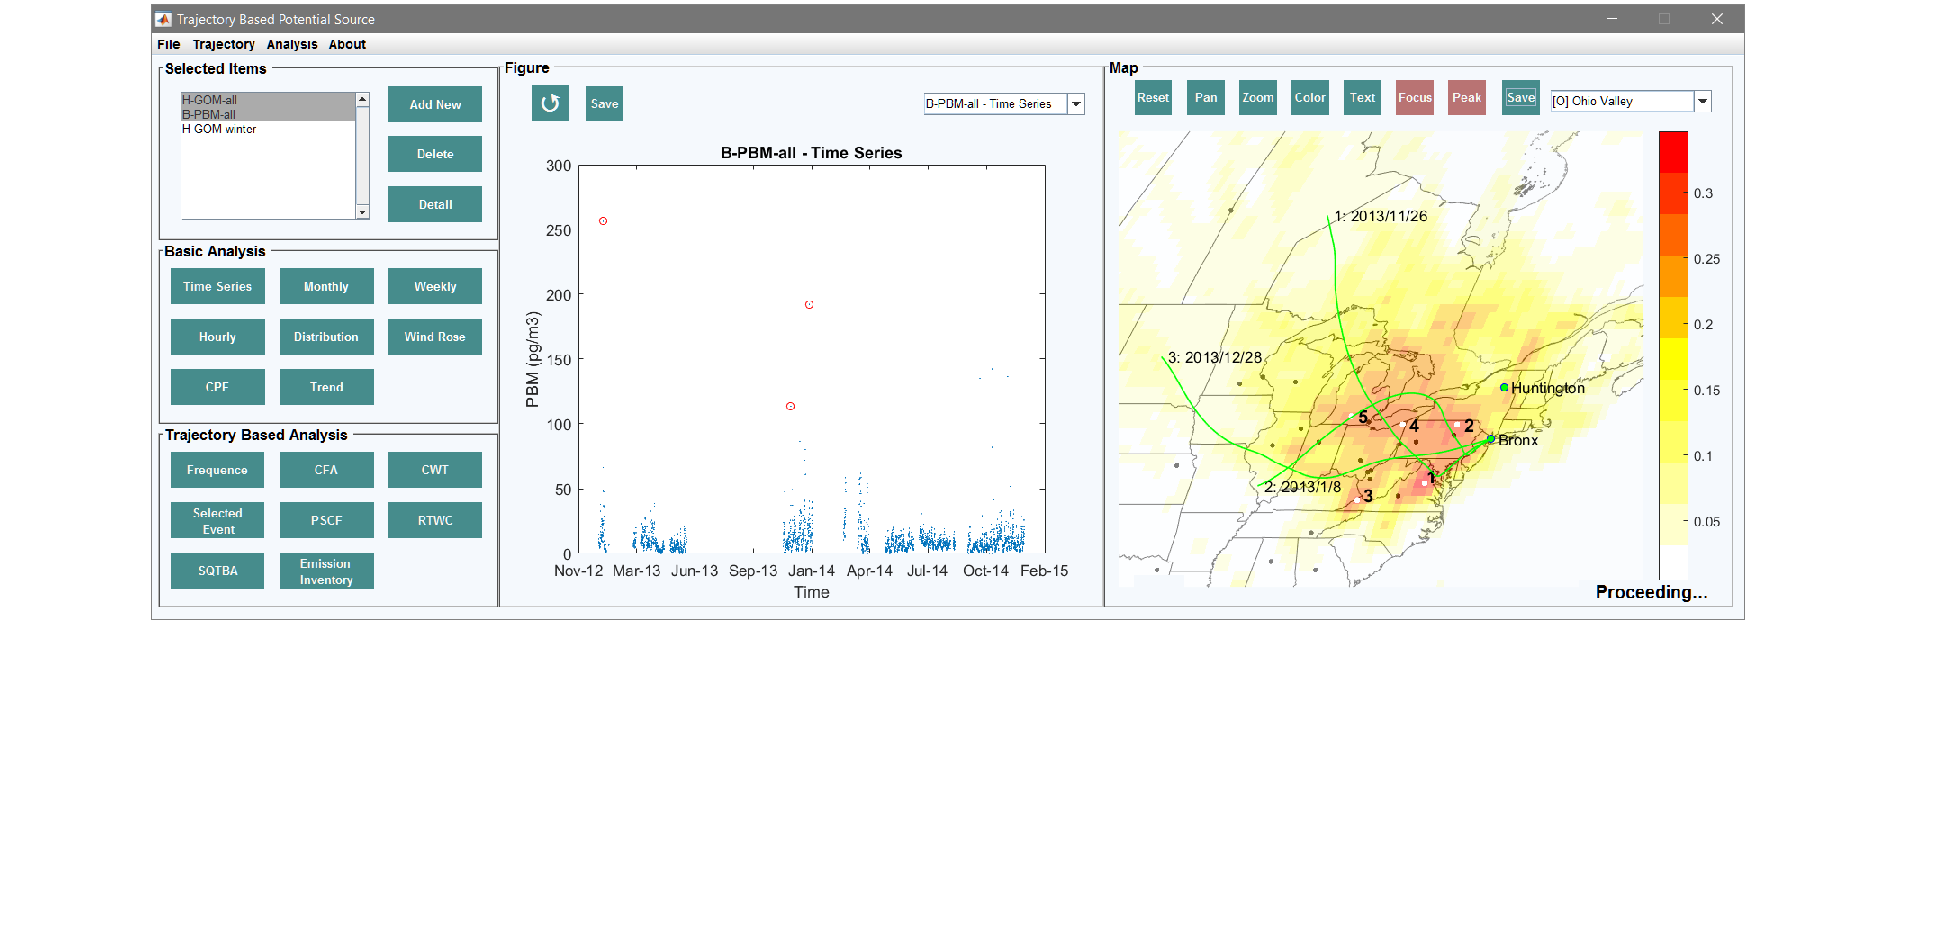 Trajectory Based Potential Source
File Trajectory Analysis About
Selected Items
H-GOM-all
B-PBM-all
H-GOM-winter
Add New
Delete
Detail
Basic Analysis
Time Series Monthly Weekly
Hourly Distribution Wind Rose
CPF Trend
Trajectory Based Analysis
Frequence CFA CWT
Selected
Event
PSCF RTWC
SQTBA
Emission
Inventory
Figure
Save
B-PBM-all - Time Series
B-PBM-all - Time Series
PBM (pg/m3)
300
250
200
150
100
50
0
Nov-12 Mar-13 Jun-13 Sep-13 Jan-14 Apr-14 Jul-14 Oct-14 Feb-15
Time
Map
Reset Pan Zoom Color Text Focus Peak Save [O] Ohio Valley
1: 2013/11/26
3: 2013/12/28
Huntington
5
4
2
Bronx
1
2: 2013/1/8
3
0.3
0.25
0.2
0.15
0.1
0.05
Proceeding...